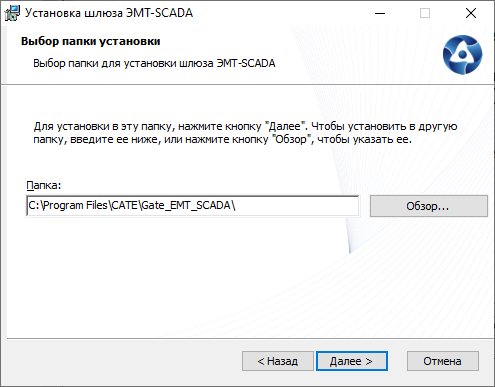 Установка шлюза ЭМТ-SCADA
Выбор папки установки
Выбор папки для установки шлюза ЭМТ-SCADA
Для установки в эту папку, нажмите кнопку "Далее". Чтобы установить в другую
папку, введите ее ниже, или нажмите кнопку "Обзор", чтобы указать ее.
Папка:
C:\Program Files\CATE\Gate_EMT_SCADA\
Обзор...
< Назад
Далее >
Отмена